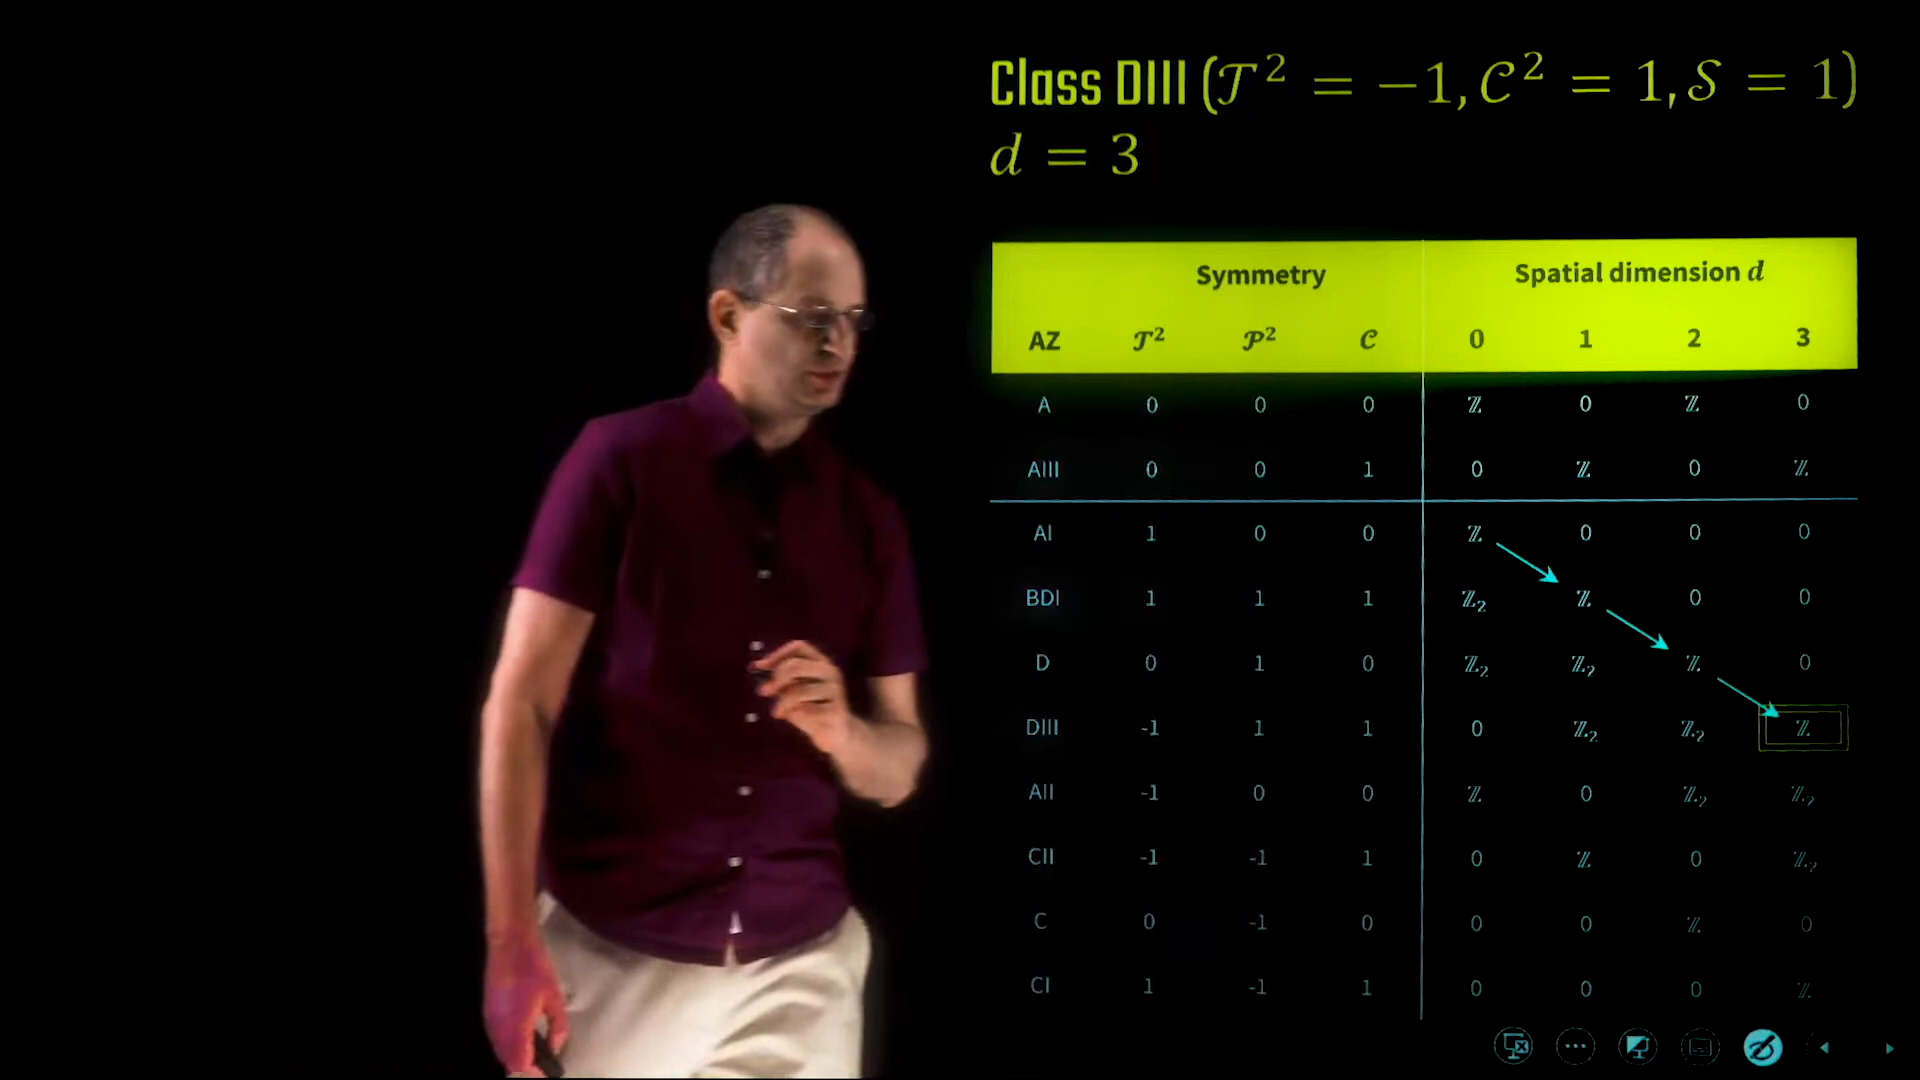 Class DIII (𝒯² = −1, 𝒞² = 1, 𝒮 = 1)
d = 3
Symmetry Spatial dimension d
AZ 𝒯² 𝒫² 𝒞 0 1 2 3
A 0 0 0 ℤ 0 ℤ 0
AIII 0 0 1 0 ℤ 0 ℤ
AI 1 0 0 ℤ 0 0 0
BDI 1 1 1 ℤ₂ ℤ 0 0
D 0 1 0 ℤ₂ ℤ₂ ℤ 0
DIII -1 1 1 0 ℤ₂ ℤ₂ ℤ
AII -1 0 0 ℤ 0 ℤ₂ ℤ₂
CII -1 -1 1 0 ℤ 0 ℤ₂
C 0 -1 0 0 0 ℤ 0
CI 1 -1 1 0 0 0 ℤ